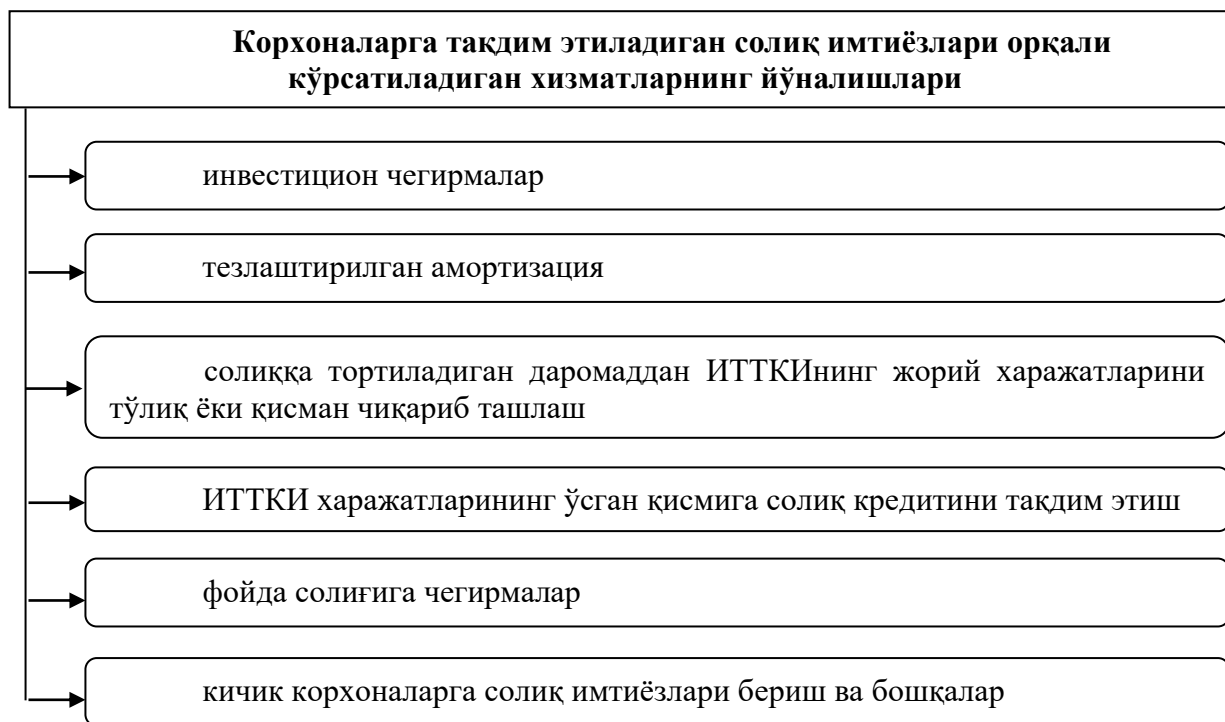 Корхоналарга тақдим этиладиган солиқ имтиёзлари орқали
кўрсатиладиган хизматларнинг йўналишлари
инвестицион чегирмалар
тезлаштирилган амортизация
солиққа тортиладиган даромаддан ИТТКИнинг жорий харажатларини
тўлиқ ёки қисман чиқариб ташлаш
ИТТКИ харажатларининг ўсган қисмига солиқ кредитини тақдим этиш
фойда солиғига чегирмалар
кичик корхоналарга солиқ имтиёзлари бериш ва бошқалар